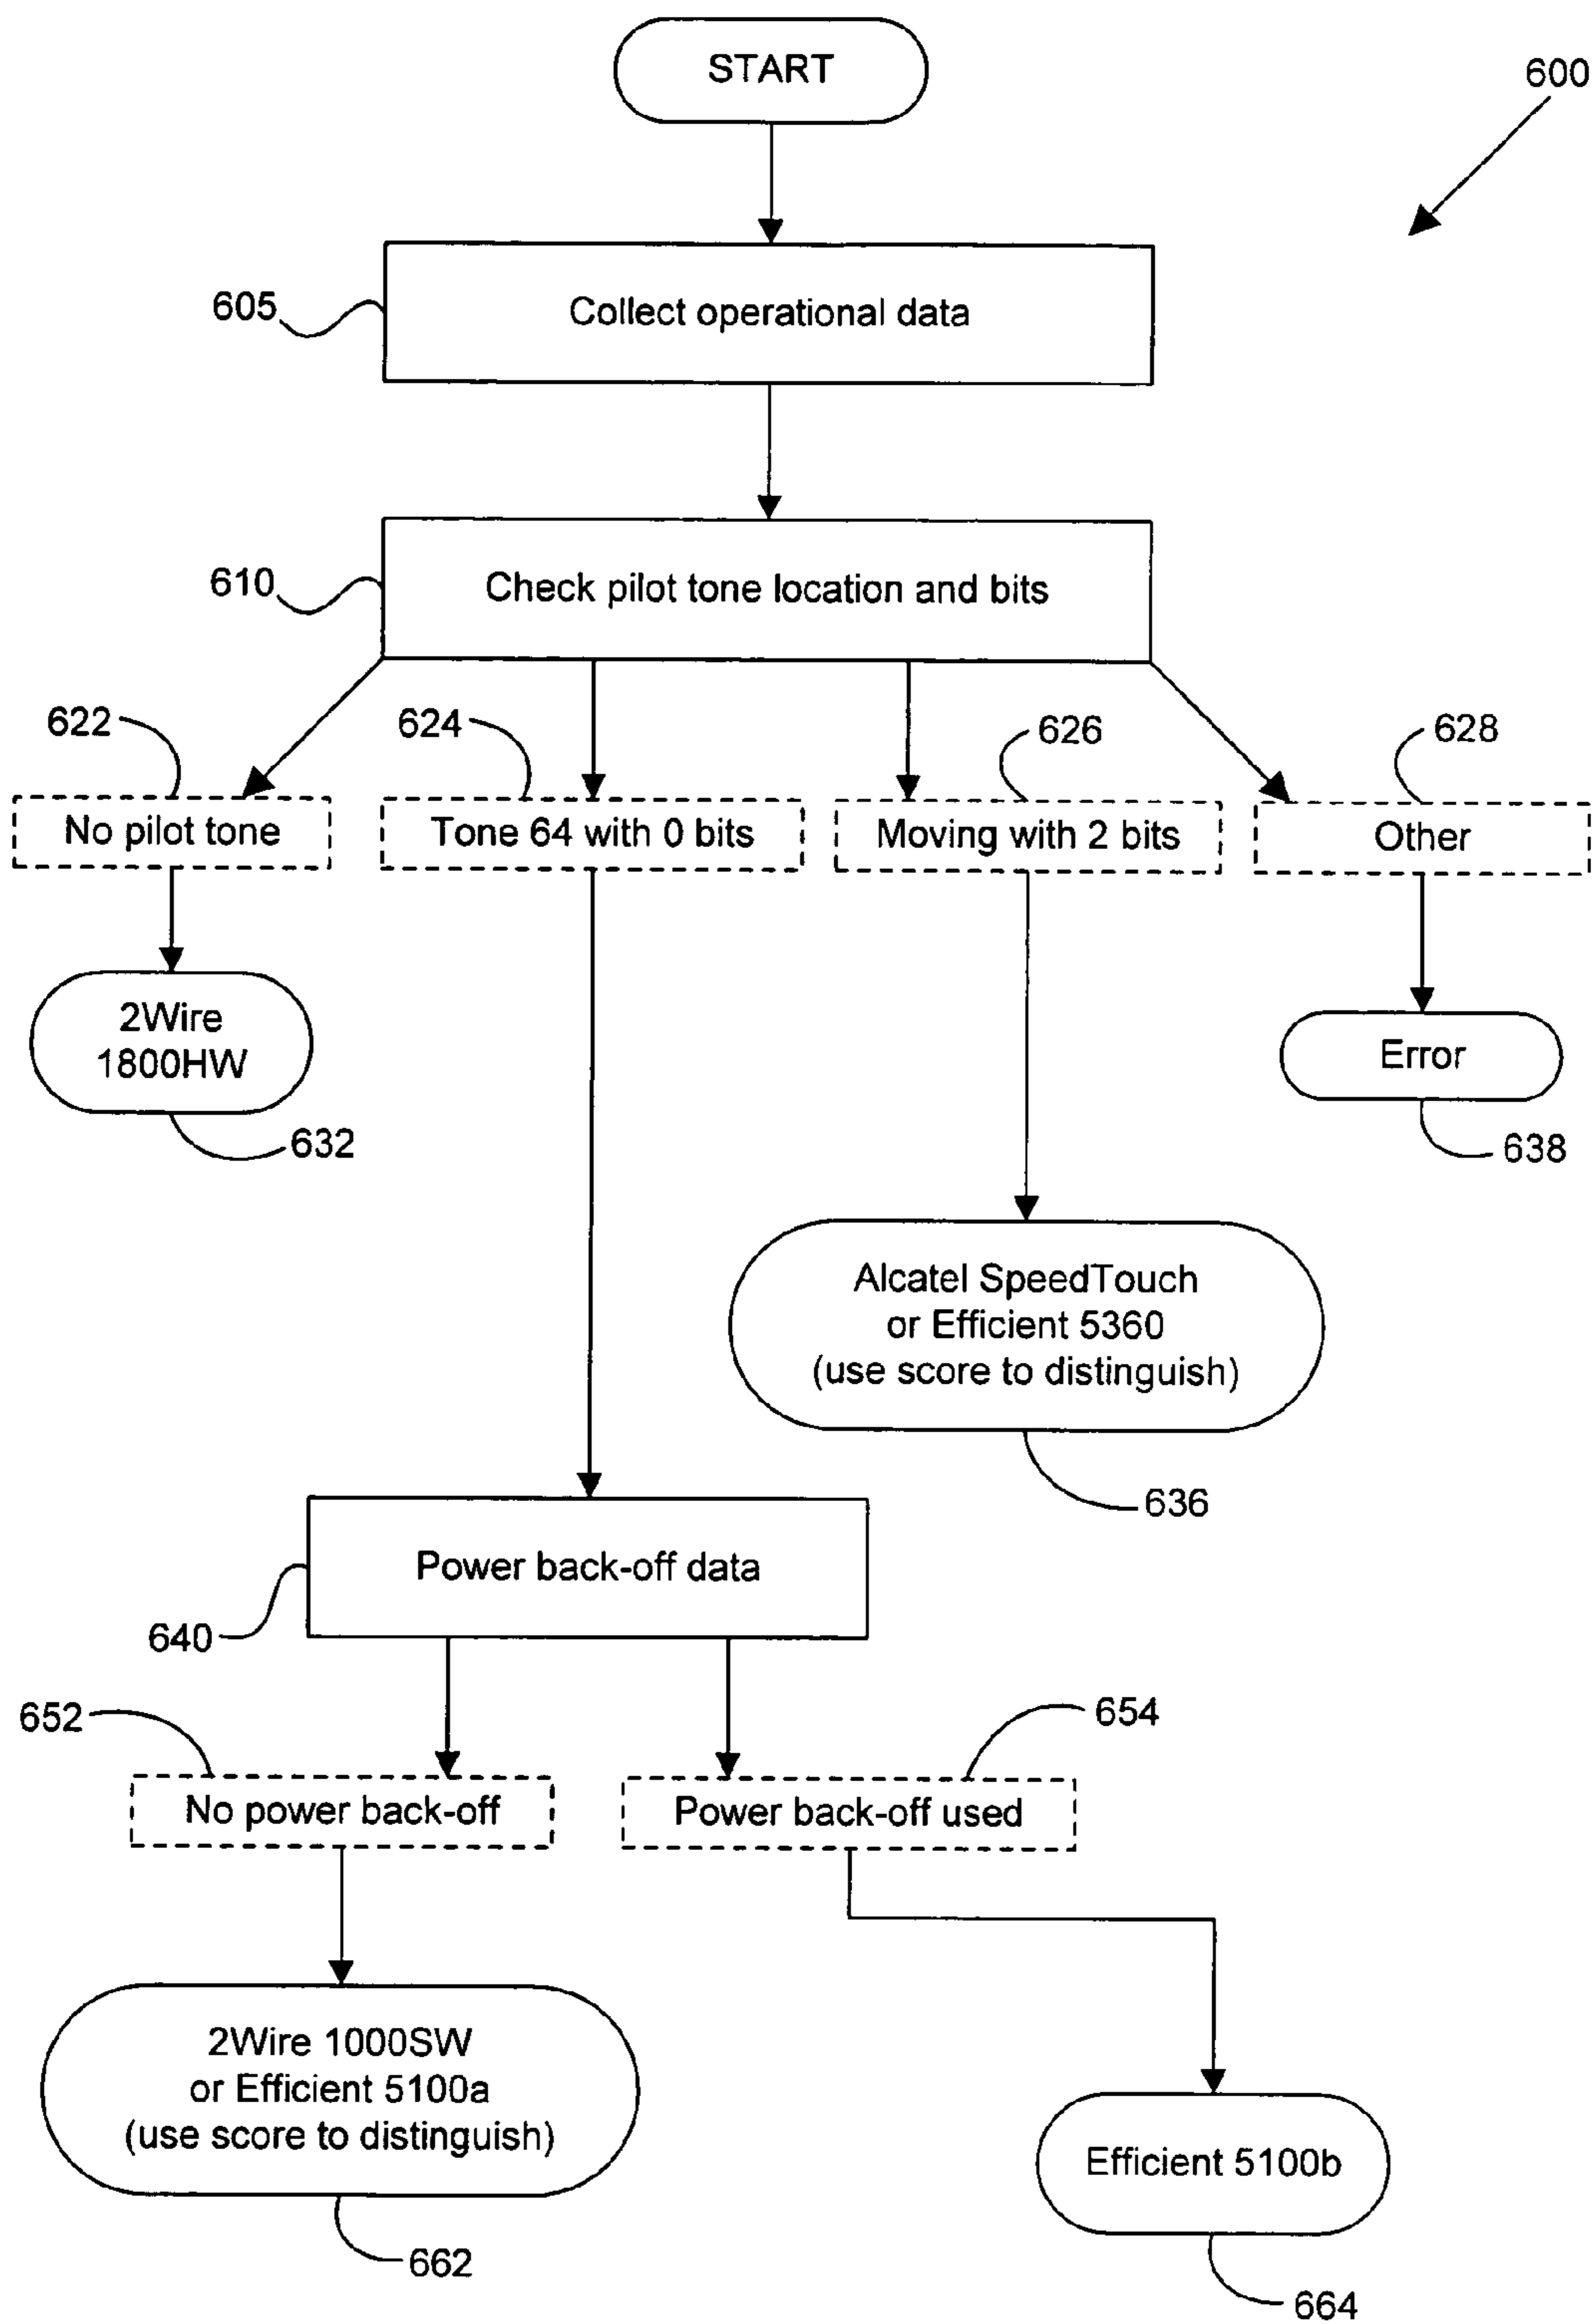 START
600
605
Collect operational data
610
Check pilot tone location and bits
622
624
626
628
No pilot tone
Tone 64 with 0 bits
Moving with 2 bits
Other
2Wire
1800HW
632
Error
638
Alcatel SpeedTouch
or Efficient 5360
(use score to distinguish)
636
Power back-off data
640
652
654
No power back-off
Power back-off used
2Wire 1000SW
or Efficient 5100a
(use score to distinguish)
662
Efficient 5100b
664